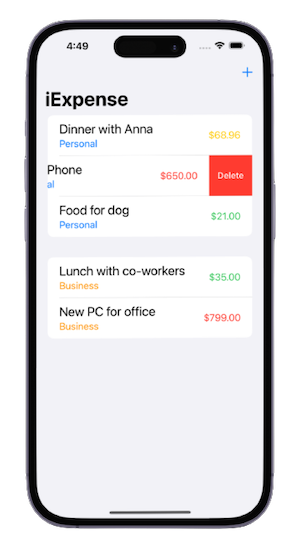 4:49
+
iExpense
Dinner with Anna
$68.96
Personal
Phone
$650.00
Delete
al
Food for dog
$21.00
Personal
Lunch with co-workers
$35.00
Business
New PC for office
$799.00
Business